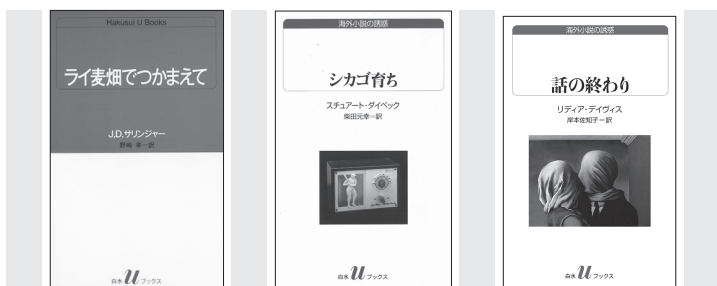 Hakusui U Books
ライ麦畑でつかまえて
J.D.サリンジャー
野崎 孝=訳
白水 u ブックス
海外小説の誘惑
シカゴ育ち
スチュアート・ダイベック
柴田元幸=訳
白水 u ブックス
海外小説の誘惑
話の終わり
リディア・デイヴィス
岸本佐知子=訳
白水 u ブックス